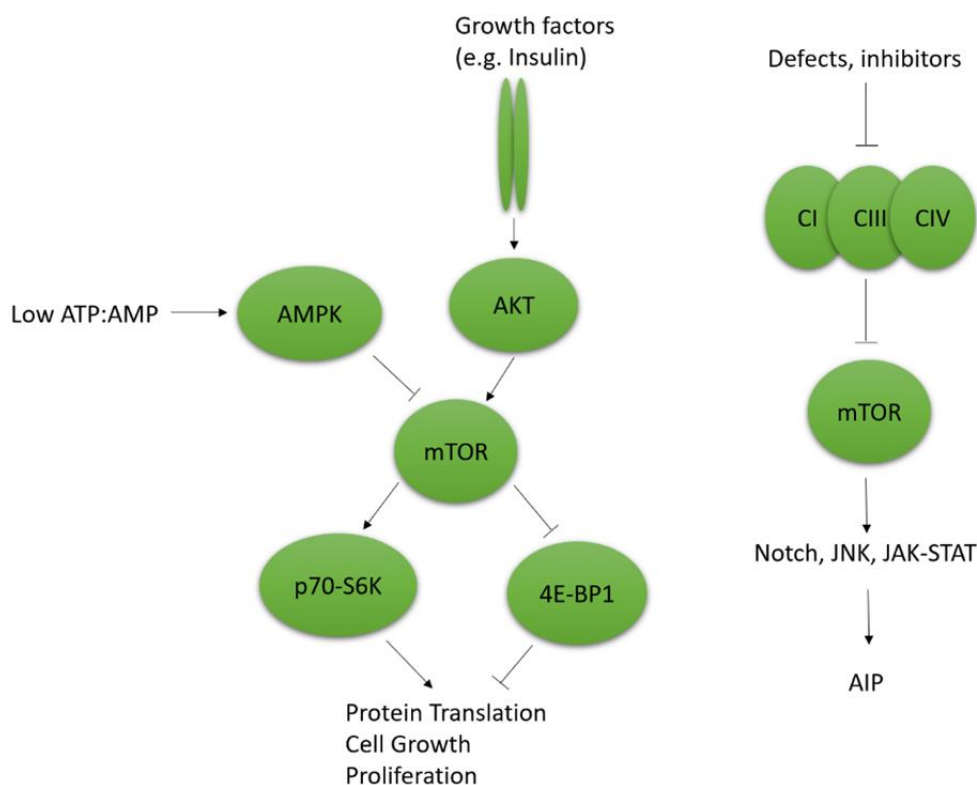 Growth factors
(e.g. Insulin)
Low ATP:AMP
AMPK
AKT
mTOR
p70-S6K
4E-BP1
Protein Translation
Cell Growth
Proliferation
Defects, inhibitors
CI
CIII
CIV
mTOR
Notch, JNK, JAK-STAT
AIP